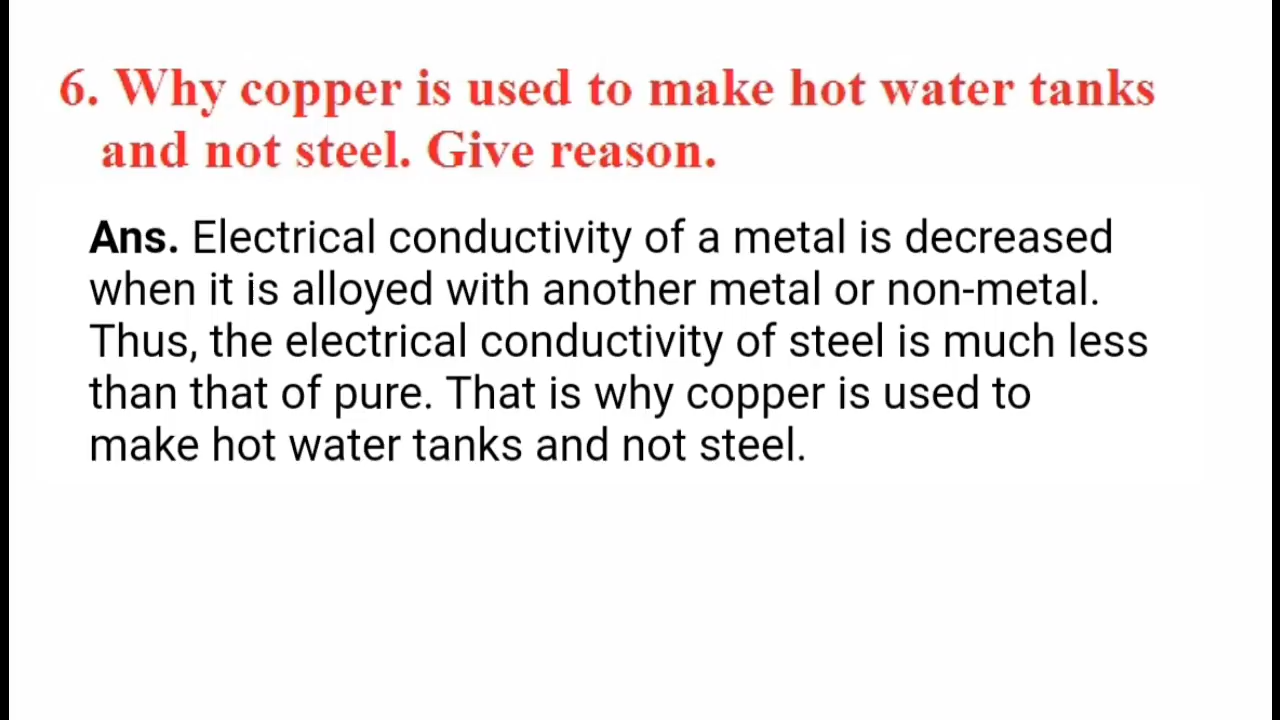 6. Why copper is used to make hot water tanks
and not steel. Give reason.
Ans. Electrical conductivity of a metal is decreased
when it is alloyed with another metal or non-metal.
Thus, the electrical conductivity of steel is much less
than that of pure. That is why copper is used to
make hot water tanks and not steel.